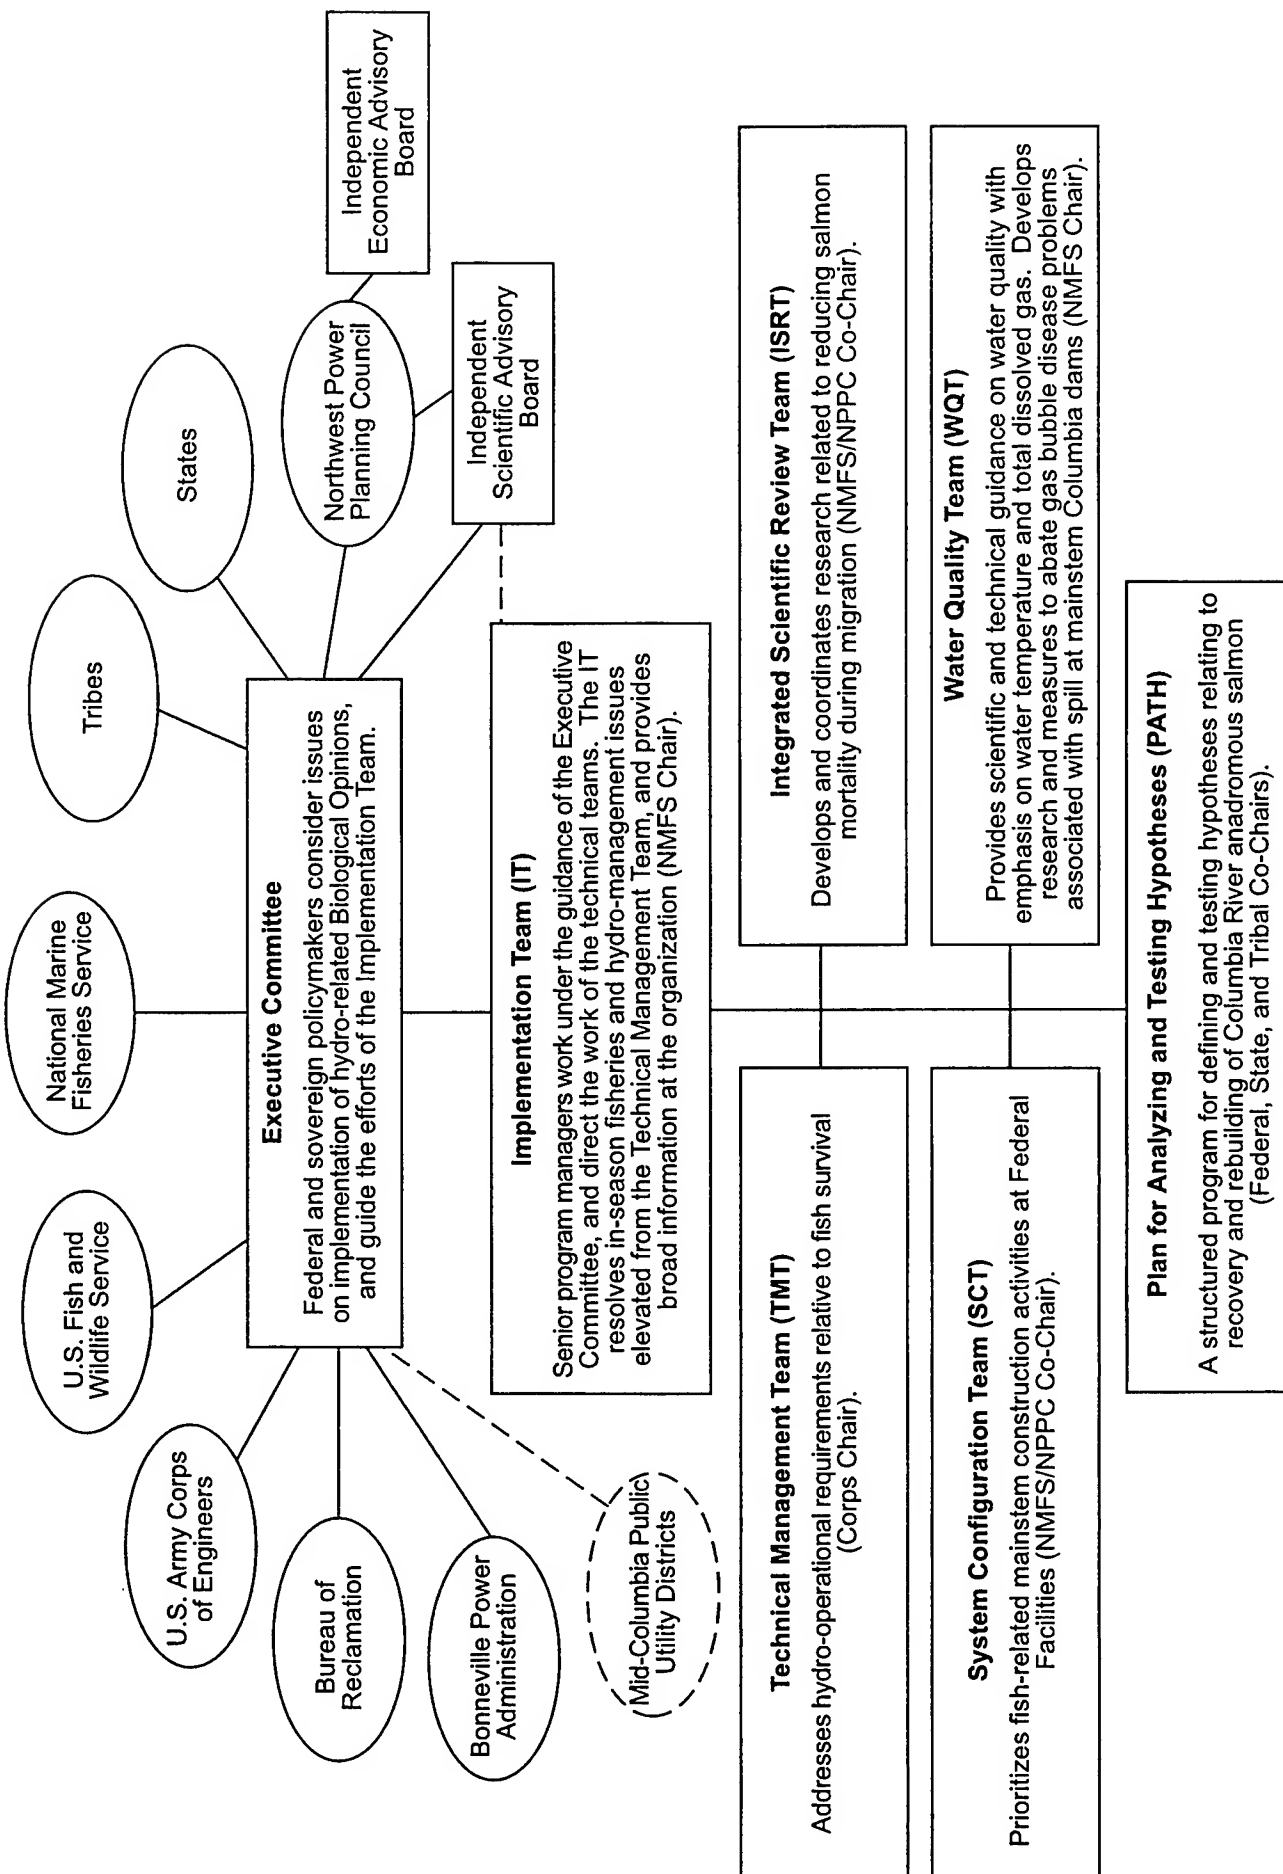 U.S. Army Corps
of Engineers
U.S. Fish and
Wildlife Service
National Marine
Fisheries Service
Tribes
States
Bureau of
Reclamation
Bonneville Power
Administration
Mid-Columbia Public
Utility Districts
Northwest Power
Planning Council
Independent
Economic Advisory
Board
Independent
Scientific Advisory
Board
Executive Committee
Federal and sovereign policymakers consider issues
on implementation of hydro-related Biological Opinions,
and guide the efforts of the Implementation Team.
Implementation Team (IT)
Senior program managers work under the guidance of the Executive
Committee, and direct the work of the technical teams. The IT
resolves in-season fisheries and hydro-management issues
elevated from the Technical Management Team, and provides
broad information at the organization (NMFS Chair).
Technical Management Team (TMT)
Addresses hydro-operational requirements relative to fish survival
(Corps Chair).
Integrated Scientific Review Team (ISRT)
Develops and coordinates research related to reducing salmon
mortality during migration (NMFS/NPPC Co-Chair).
System Configuration Team (SCT)
Prioritizes fish-related mainstem construction activities at Federal
Facilities (NMFS/NPPC Co-Chair).
Water Quality Team (WQT)
Provides scientific and technical guidance on water quality with
emphasis on water temperature and total dissolved gas. Develops
research and measures to abate gas bubble disease problems
associated with spill at mainstem Columbia dams (NMFS Chair).
Plan for Analyzing and Testing Hypotheses (PATH)
A structured program for defining and testing hypotheses relating to
recovery and rebuilding of Columbia River anadromous salmon
(Federal, State, and Tribal Co-Chairs).